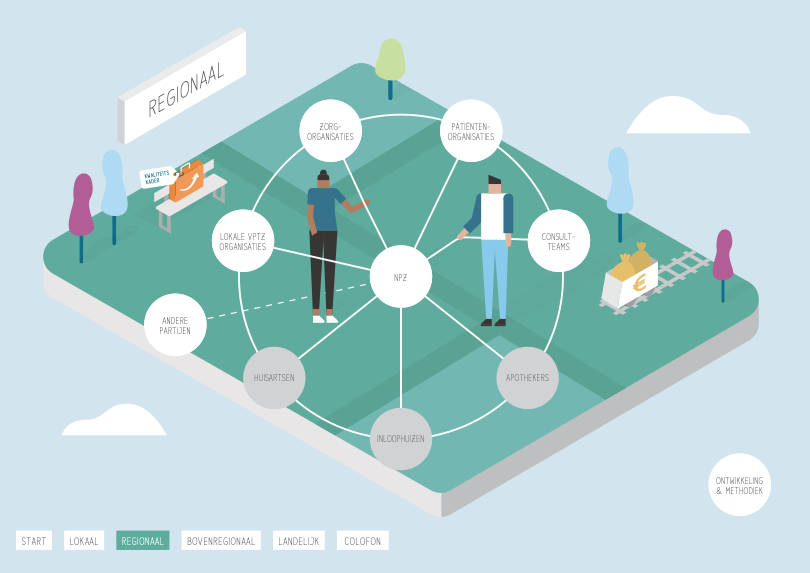 REGIONAAL
ZORG-
ORGANISATIES
PATIËNTEN-
ORGANISATIES
KWALITEITS
KADER
LOKALE VPTZ
ORGANISATIES
CONSULT-
TEAMS
NPZ
€
ANDERE
PARTIJEN
HUISARTSEN
APOTHEKERS
INLOOPHUIZEN
ONTWIKKELING
& METHODIEK
START
LOKAAL
REGIONAAL
BOVENREGIONAAL
LANDELIJK
COLOFON